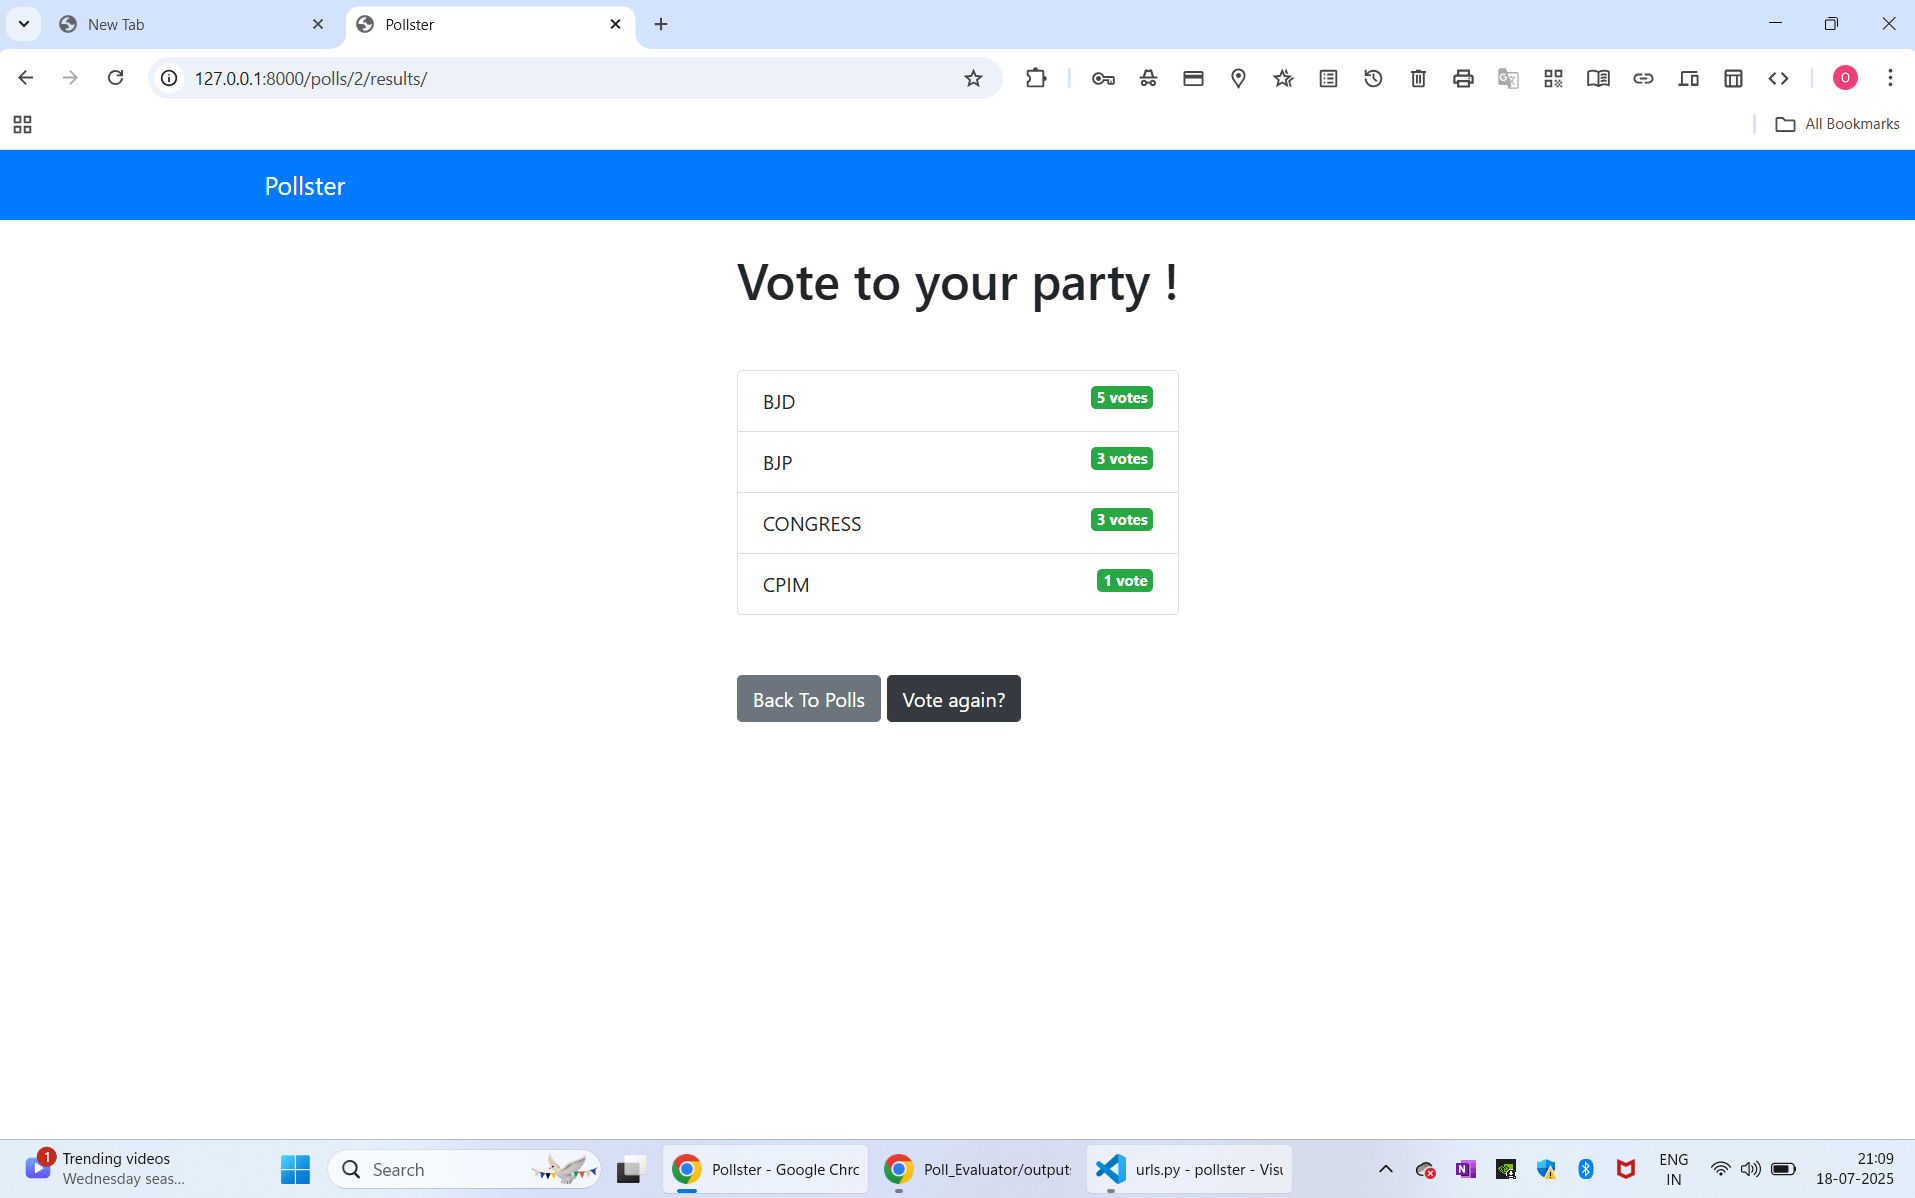 New Tab
Pollster
127.0.0.1:8000/polls/2/results/
O
All Bookmarks
Pollster
Vote to your party !
BJD 5 votes
BJP 3 votes
CONGRESS 3 votes
CPIM 1 vote
Back To Polls Vote again?
1
Trending videos
Wednesday seas...
Search
Pollster - Google Chrc
Poll_Evaluator/output:
urls.py - pollster - Visu
ENG
IN
21:09
18-07-2025